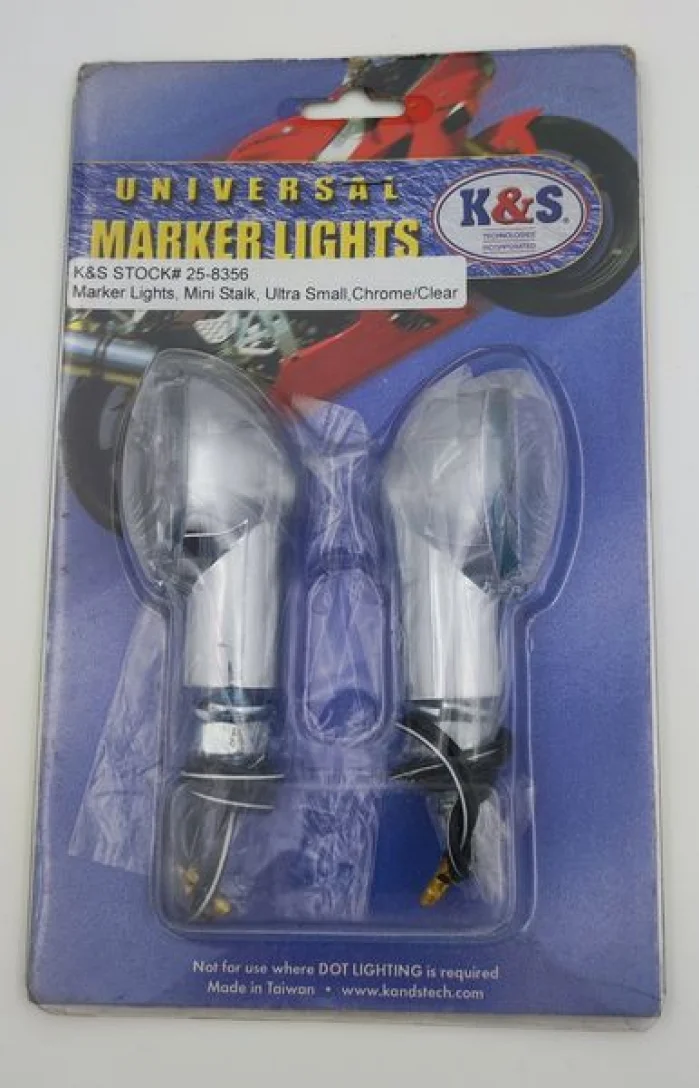 UNIVERSAL
MARKER LIGHTS
K&S®
TECHNOLOGIES
INCORPORATED
K&S STOCK# 25-8356
Marker Lights, Mini Stalk, Ultra Small,Chrome/Clear
Not for use where DOT LIGHTING is required
Made in Taiwan • www.kandstech.com